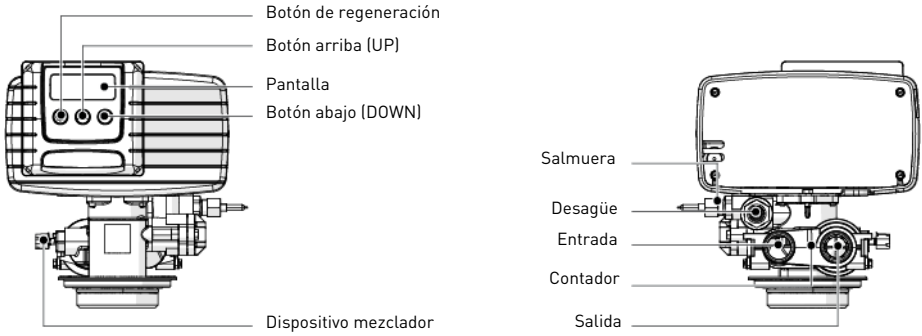 Botón de regeneración
Botón arriba (UP)
Pantalla
Botón abajo (DOWN)
Dispositivo mezclador
Salmuera
Desagüe
Entrada
Contador
Salida